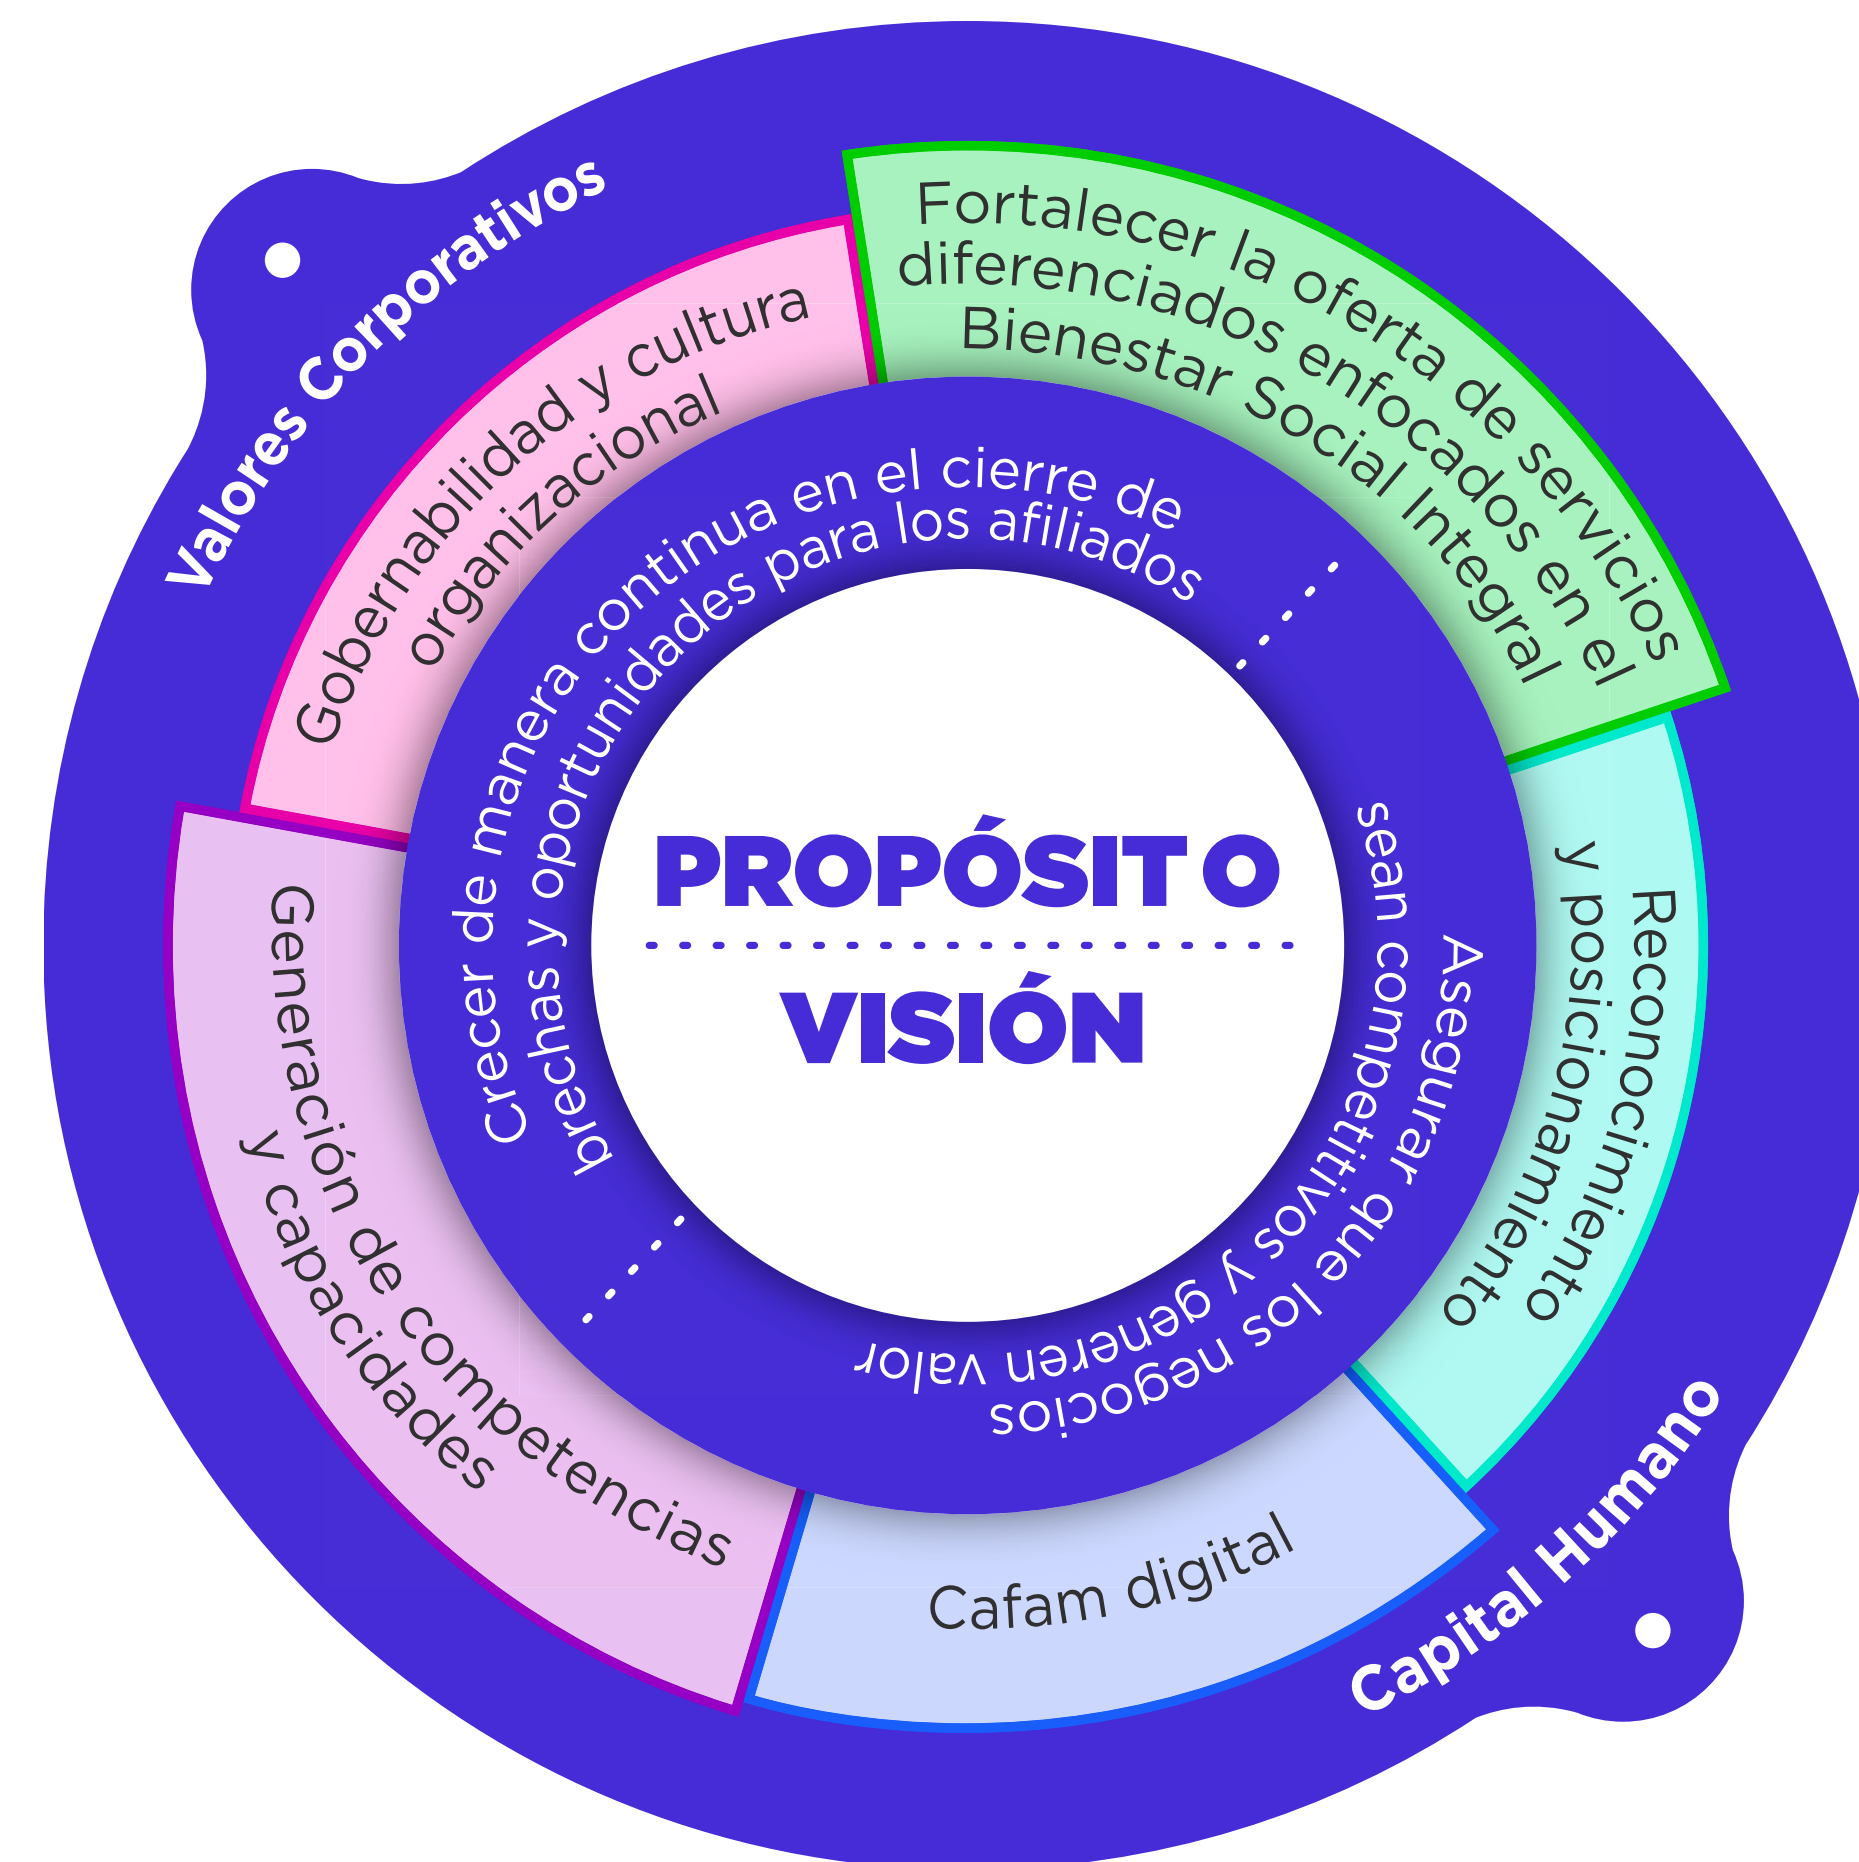 Valores Corporativos
Fortalecer la oferta de servicios
diferenciados enfocados en el
Bienestar Social Integral
Gobernabilidad y cultura
organizacional
Crecer de manera continua en el cierre de
brechas y oportunidades para los afiliados
PROPÓSITO
VISIÓN
Asegurar que los negocios
sean competitivos y generen valor
Reconocimiento
y posicionamiento
Generación de competencias
y capacidades
Cafam digital
Capital Humano